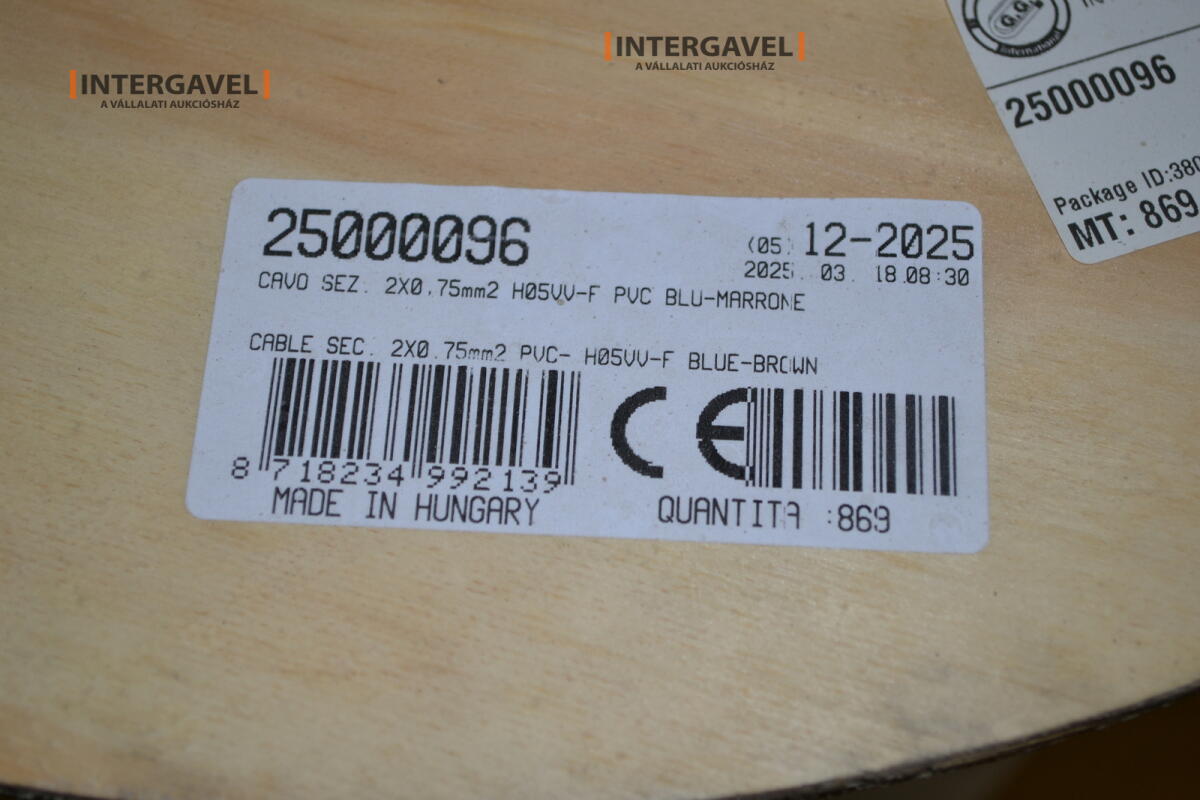 INTERGAVEL
A VÁLLALATI AUKCIÓSHÁZ
INTERGAVEL
A VÁLLALATI AUKCIÓSHÁZ
G.G.
International
25000096
Package ID:380
MT: 869
25000096
(05) 12-2025
2025. 03. 18.08:30
CAVO SEZ. 2X0.75mm2 H05VV-F PVC BLU-MARRONE
CABLE SEC. 2X0.75mm2 PVC- H05VV-F BLUE-BROWN
8 718234 992139
CE
MADE IN HUNGARY
QUANTITA :869